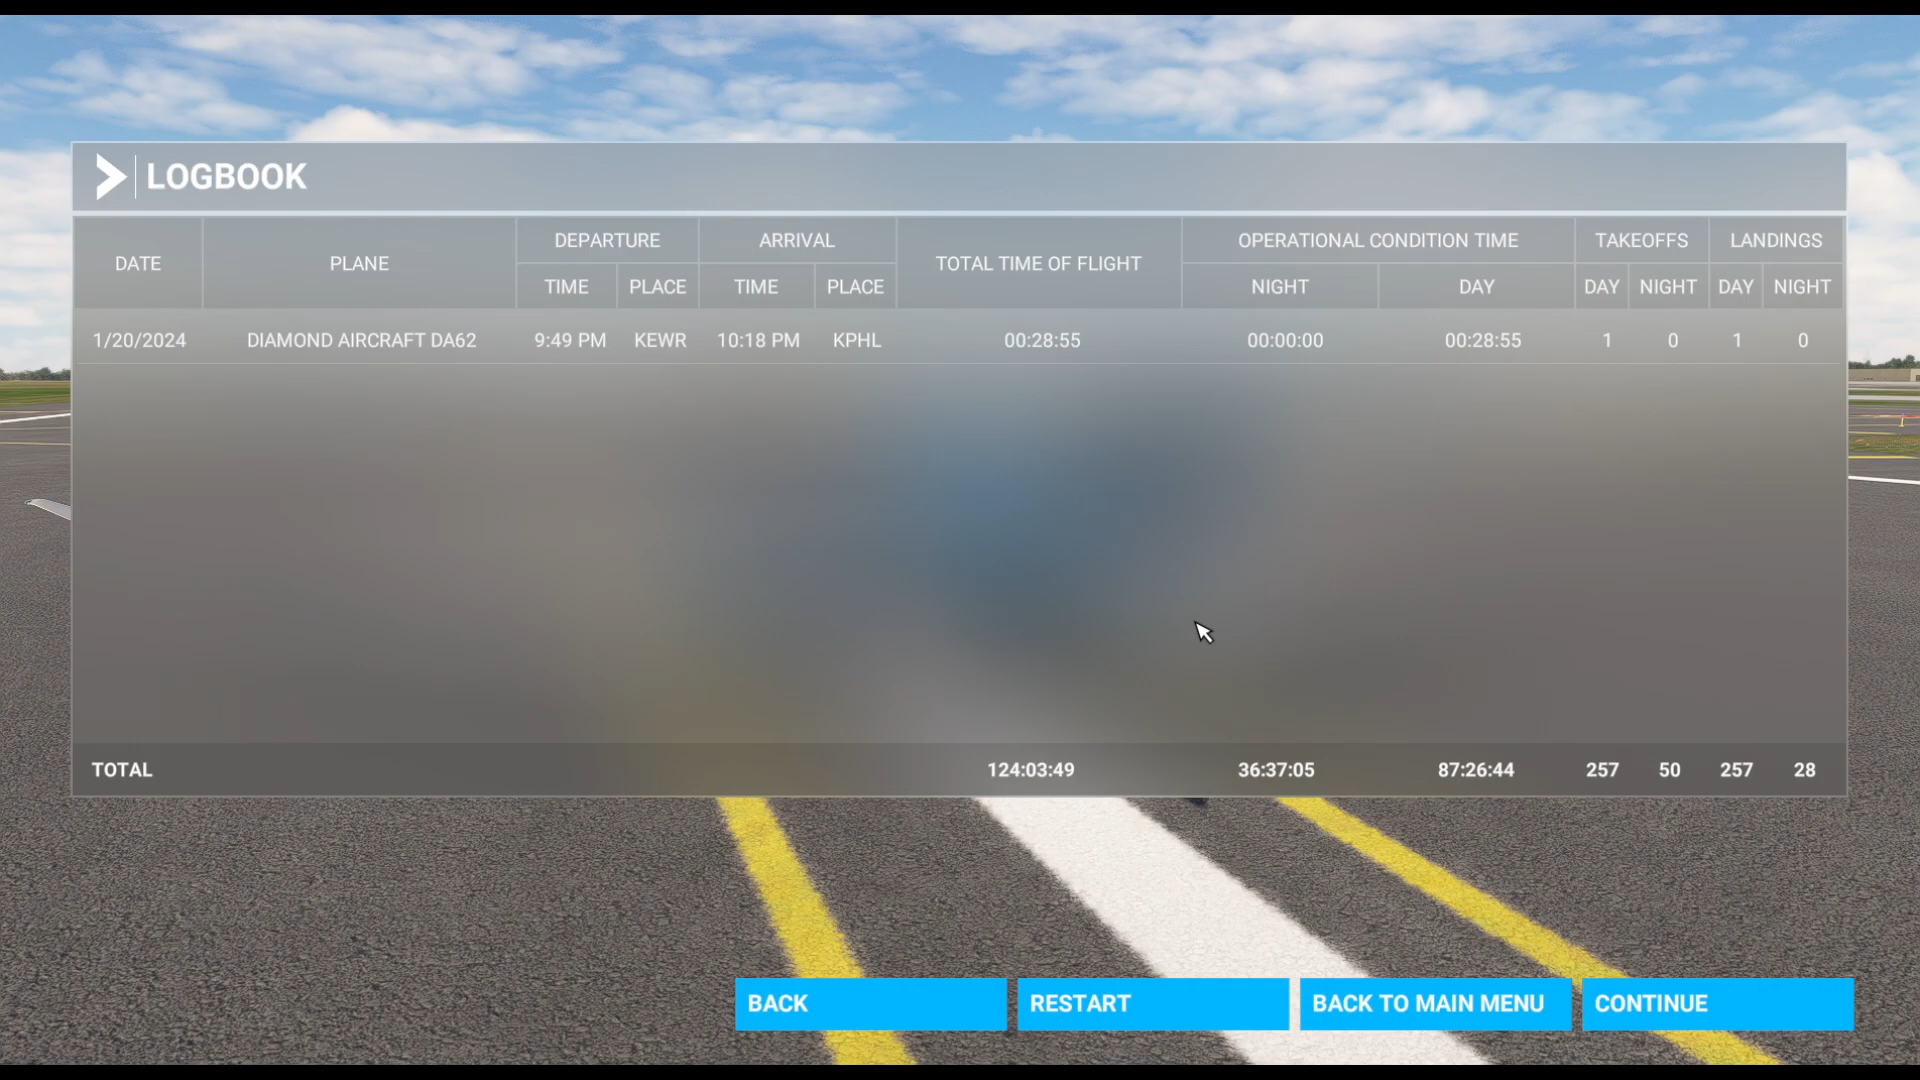 LOGBOOK
DATE PLANE DEPARTURE ARRIVAL TOTAL TIME OF FLIGHT OPERATIONAL CONDITION TIME TAKEOFFS LANDINGS
TIME PLACE TIME PLACE NIGHT DAY DAY NIGHT DAY NIGHT
1/20/2024 DIAMOND AIRCRAFT DA62 9:49 PM KEWR 10:18 PM KPHL 00:28:55 00:00:00 00:28:55 1 0 1 0
TOTAL 124:03:49 36:37:05 87:26:44 257 50 257 28
BACK RESTART BACK TO MAIN MENU CONTINUE